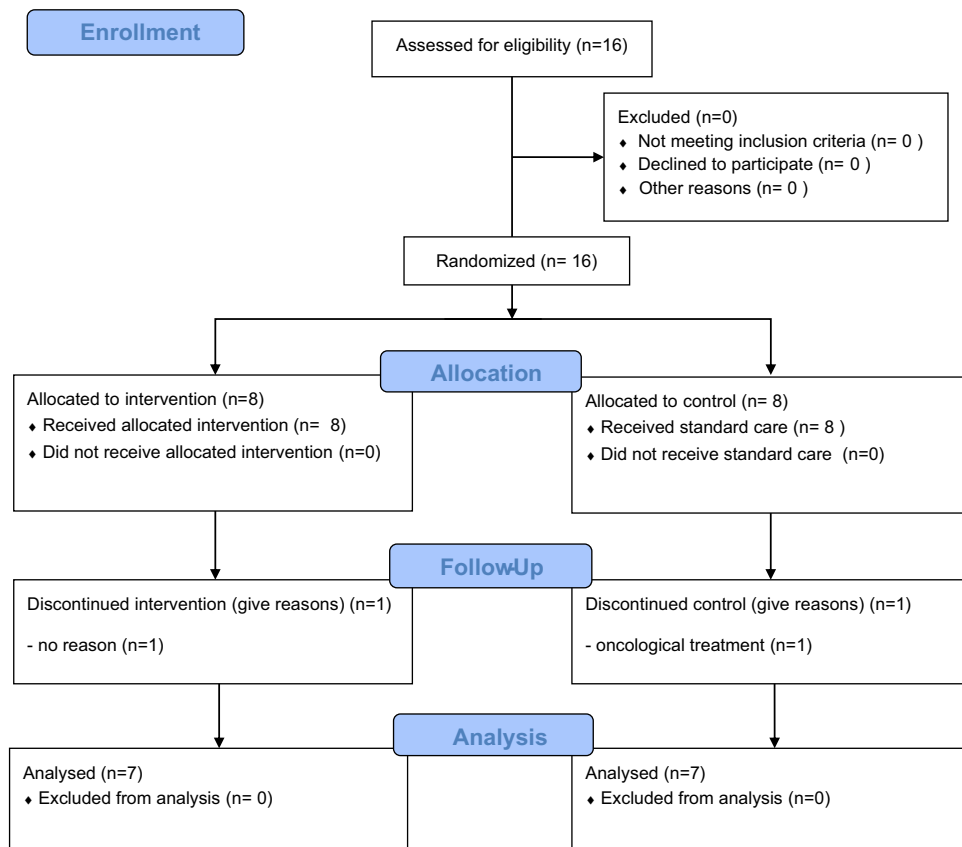 Enrollment
Assessed for eligibility (n=16)
Excluded (n=0)
♦ Not meeting inclusion criteria (n= 0 )
♦ Declined to participate (n= 0 )
♦ Other reasons (n= 0 )
Randomized (n= 16)
Allocation
Allocated to intervention (n=8)
♦ Received allocated intervention (n= 8)
♦ Did not receive allocated intervention (n=0)
Allocated to control (n= 8)
♦ Received standard care (n= 8 )
♦ Did not receive standard care (n=0)
Follow-Up
Discontinued intervention (give reasons) (n=1)
- no reason (n=1)
Discontinued control (give reasons) (n=1)
- oncological treatment (n=1)
Analysis
Analysed (n=7)
♦ Excluded from analysis (n= 0)
Analysed (n=7)
♦ Excluded from analysis (n=0)